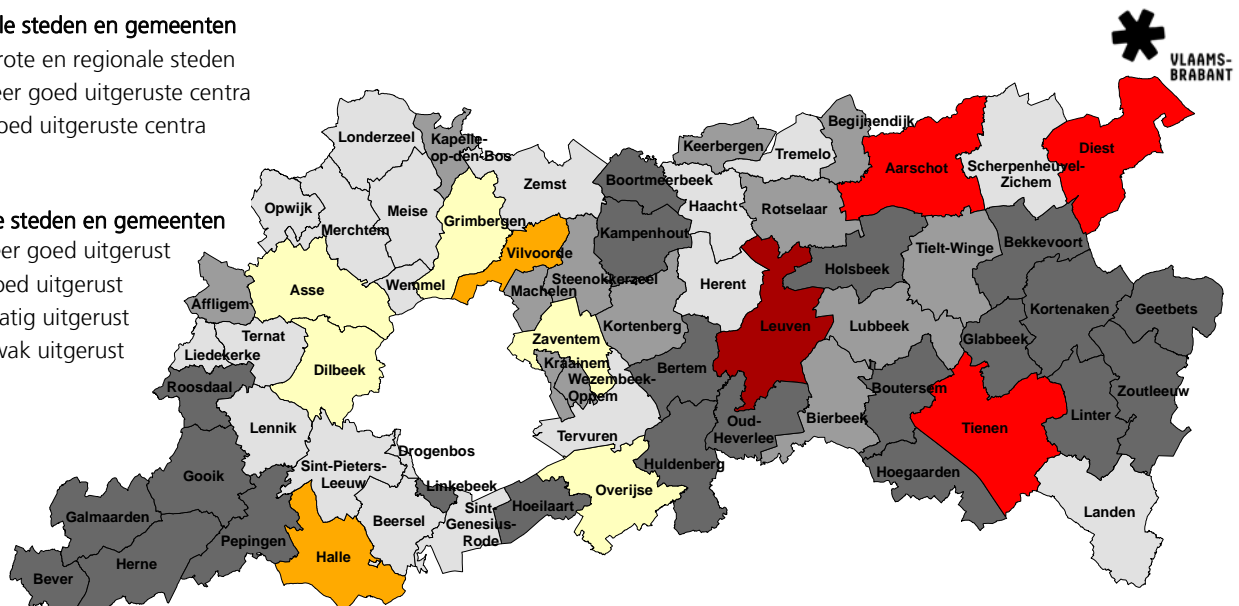 le steden en gemeenten
rote en regionale steden
eer goed uitgeruste centra
oed uitgeruste centra
e steden en gemeenten
eer goed uitgerust
oed uitgerust
atig uitgerust
wak uitgerust
VLAAMS-
BRABANT
Londerzeel
Kapelle-
op-den-Bos
Zemst
Opwijk
Meise
Merchtem
Grimbergen
Vilvoorde
Boortmeerbeek
Kampenhout
Keerbergen
Tremelo
Begijnendijk
Aarschot
Scherpenheuvel-
Zichem
Diest
Haacht
Rotselaar
Tielt-Winge
Bekkevoort
Holsbeek
Affligem
Asse
Wemmel
Machelen
Steenokkerzeel
Herent
Kortenberg
Leuven
Lubbeek
Glabbeek
Kortenaken
Geetbets
Ternat
Liedekerke
Dilbeek
Zaventem
Kraainem
Wezembeek-
Oppem
Bertem
Roosdaal
Boutersem
Zoutleeuw
Linter
Lennik
Tervuren
Oud-
Heverlee
Bierbeek
Tienen
Drogenbos
Sint-Pieters-
Leeuw
Gooik
Linkebeek
Huldenberg
Overijse
Hoegaarden
Hoeilaart
Sint-
Genesius-
Rode
Beersel
Landen
Galmaarden
Pepingen
Halle
Herne
Bever